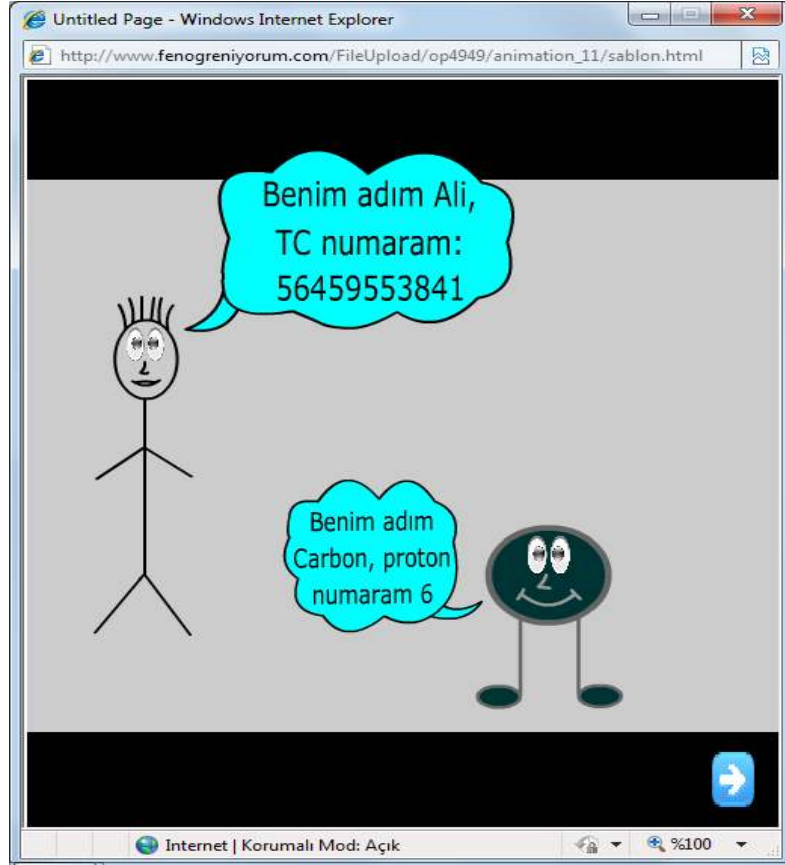 Untitled Page - Windows Internet Explorer
http://www.fenogreniyorum.com/FileUpload/op4949/animation_11/sablon.html
Benim adım Ali,
TC numaram:
56459553841
Benim adım
Carbon, proton
numaram 6
Internet | Korumalı Mod: Açık
%100